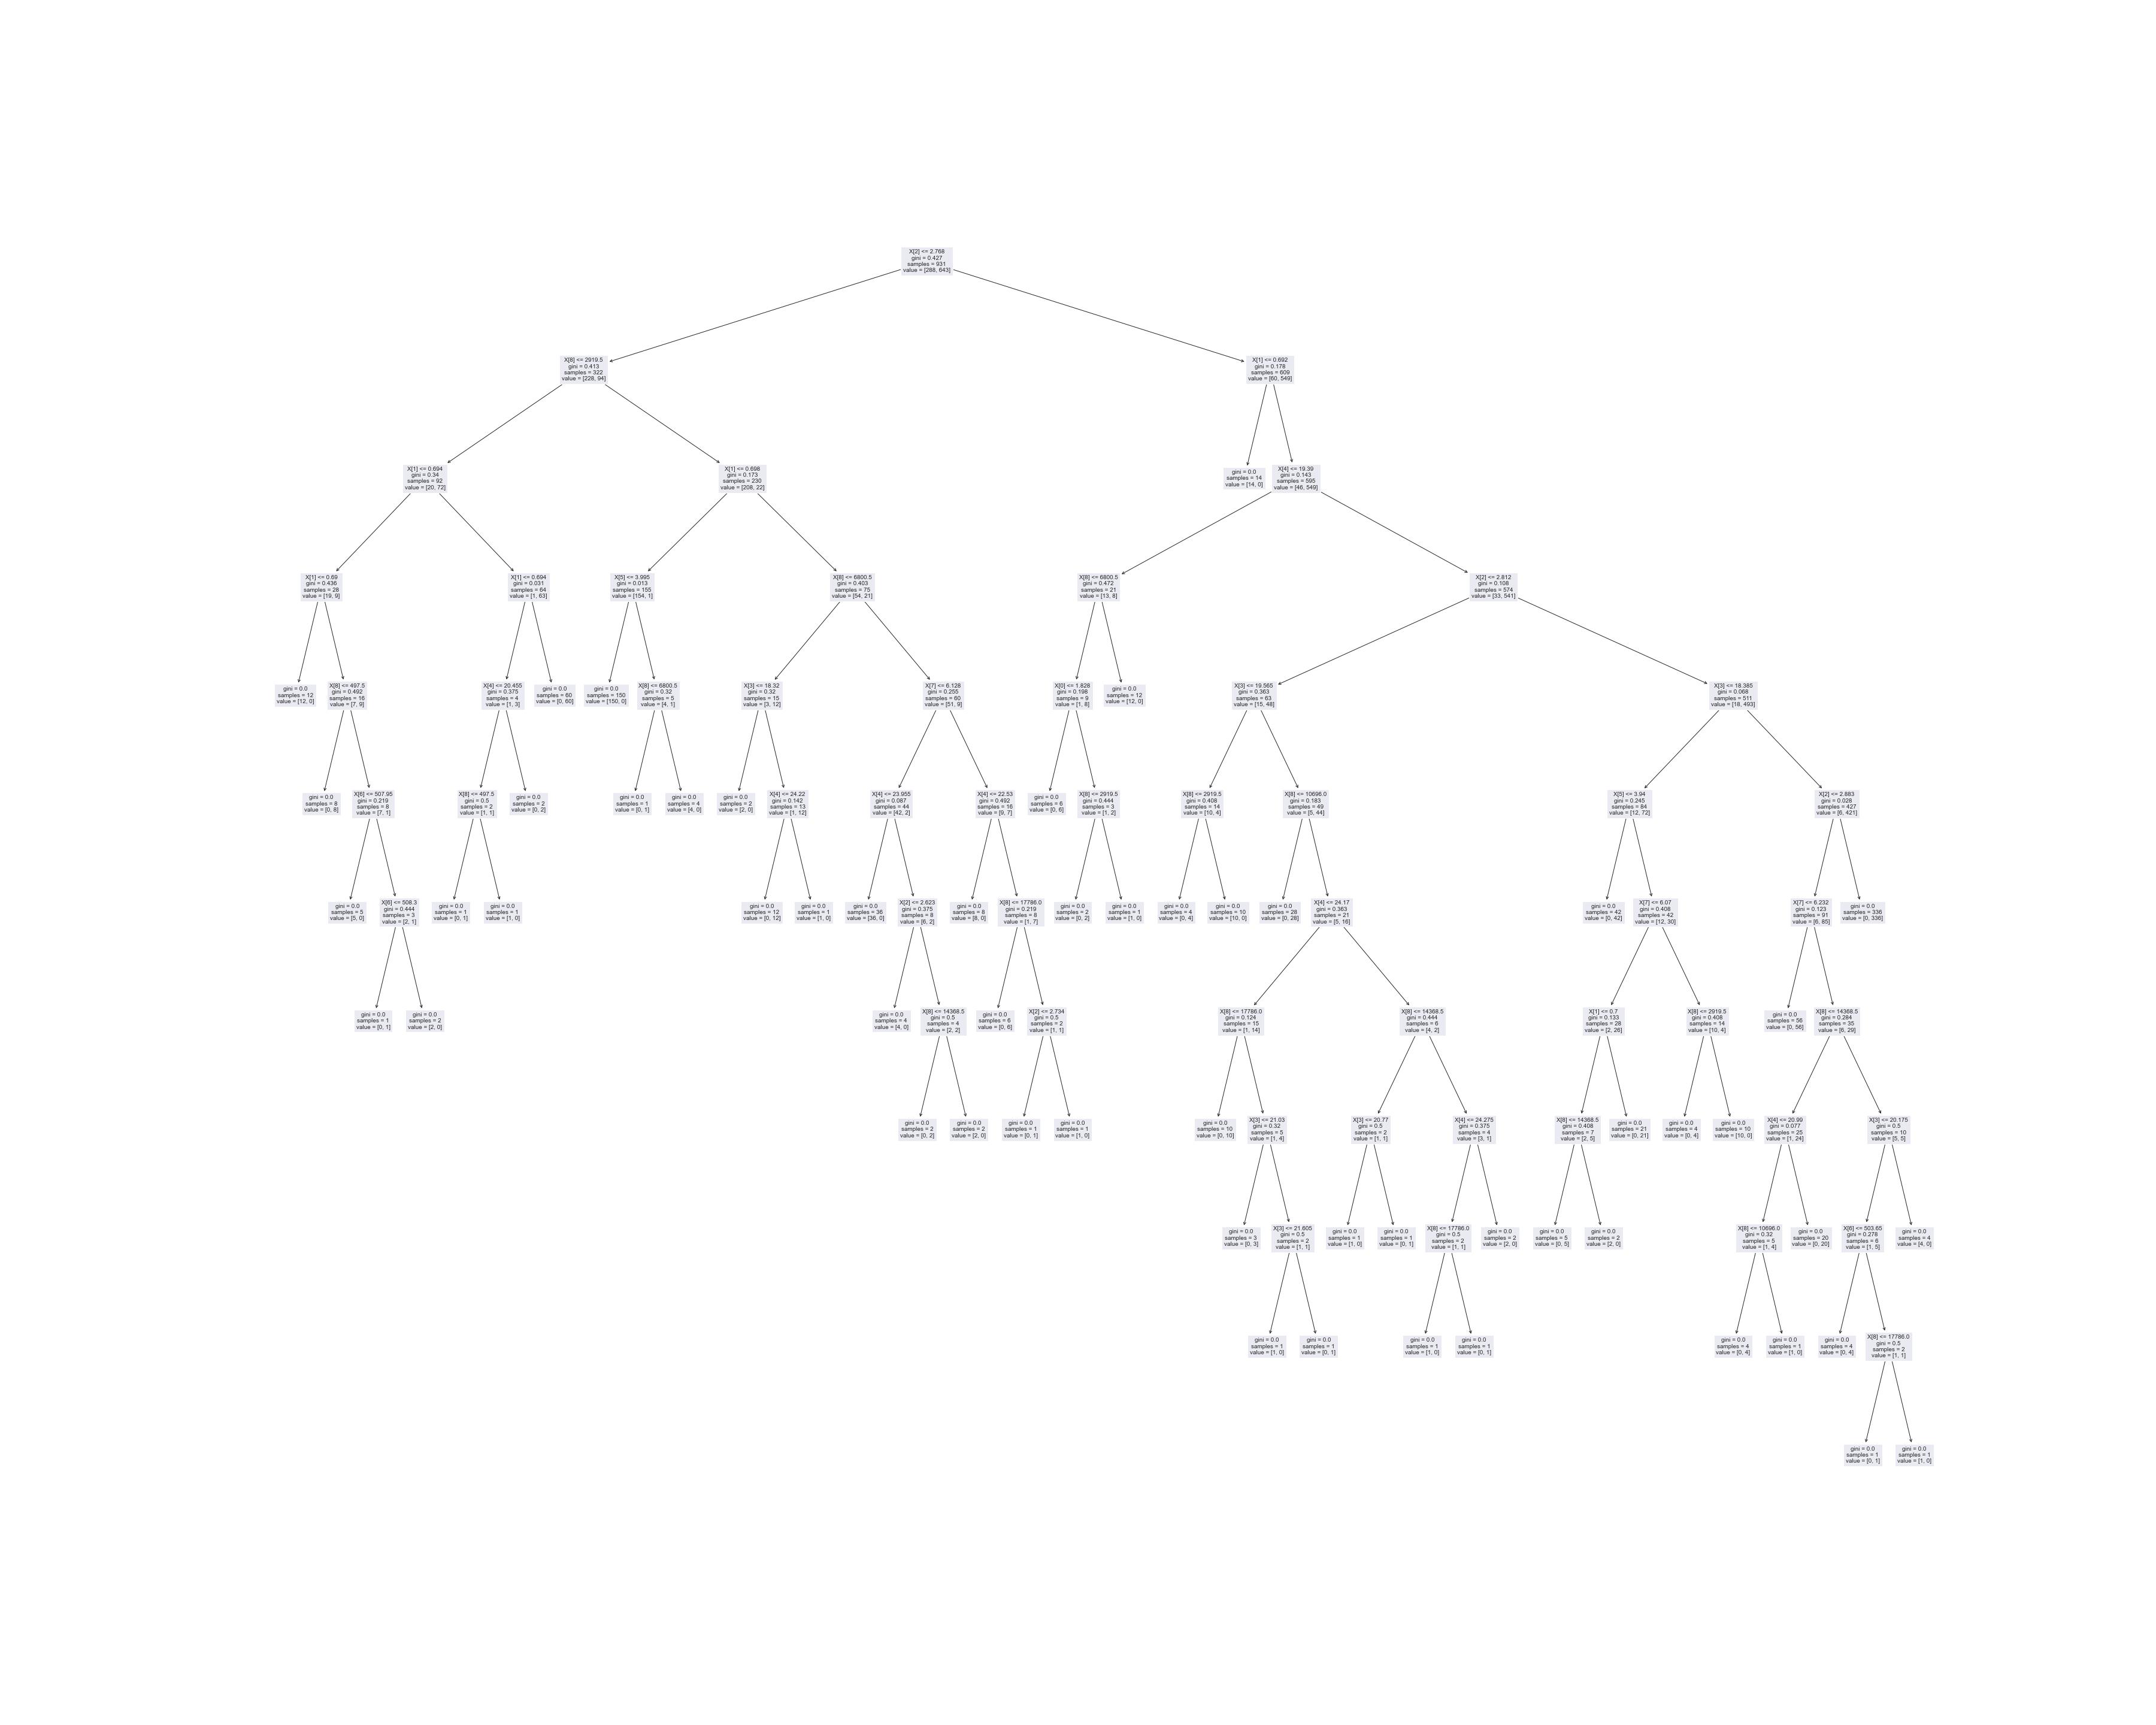 X[2] <= 2.768
gini = 0.427
samples = 931
value = [288, 643]
X[8] <= 2919.5
gini = 0.413
samples = 322
value = [228, 94]
X[1] <= 0.692
gini = 0.178
samples = 609
value = [60, 549]
X[1] <= 0.694
gini = 0.34
samples = 92
value = [20, 72]
X[1] <= 0.698
gini = 0.173
samples = 230
value = [208, 22]
gini = 0.0
samples = 14
value = [14, 0]
X[4] <= 19.39
gini = 0.143
samples = 595
value = [46, 549]
X[1] <= 0.69
gini = 0.436
samples = 28
value = [19, 9]
X[1] <= 0.694
gini = 0.031
samples = 64
value = [1, 63]
X[5] <= 3.995
gini = 0.013
samples = 155
value = [154, 1]
X[8] <= 6800.5
gini = 0.403
samples = 75
value = [54, 21]
X[8] <= 6800.5
gini = 0.472
samples = 21
value = [13, 8]
X[2] <= 2.812
gini = 0.108
samples = 574
value = [33, 541]
gini = 0.0
samples = 12
value = [12, 0]
X[8] <= 497.5
gini = 0.492
samples = 16
value = [7, 9]
X[4] <= 20.455
gini = 0.375
samples = 4
value = [1, 3]
gini = 0.0
samples = 60
value = [0, 60]
gini = 0.0
samples = 150
value = [150, 0]
X[8] <= 6800.5
gini = 0.32
samples = 5
value = [4, 1]
X[3] <= 18.32
gini = 0.32
samples = 15
value = [3, 12]
X[7] <= 6.128
gini = 0.255
samples = 60
value = [51, 9]
X[0] <= 1.828
gini = 0.198
samples = 9
value = [1, 8]
gini = 0.0
samples = 12
value = [12, 0]
X[3] <= 19.565
gini = 0.363
samples = 63
value = [15, 48]
X[3] <= 18.385
gini = 0.068
samples = 511
value = [18, 493]
gini = 0.0
samples = 8
value = [0, 8]
X[6] <= 507.95
gini = 0.219
samples = 8
value = [7, 1]
X[8] <= 497.5
gini = 0.5
samples = 2
value = [1, 1]
gini = 0.0
samples = 2
value = [0, 2]
gini = 0.0
samples = 1
value = [0, 1]
gini = 0.0
samples = 4
value = [4, 0]
gini = 0.0
samples = 2
value = [2, 0]
X[4] <= 24.22
gini = 0.142
samples = 13
value = [1, 12]
X[4] <= 23.955
gini = 0.087
samples = 44
value = [42, 2]
X[4] <= 22.53
gini = 0.492
samples = 16
value = [9, 7]
gini = 0.0
samples = 6
value = [0, 6]
X[8] <= 2919.5
gini = 0.444
samples = 3
value = [1, 2]
X[8] <= 2919.5
gini = 0.408
samples = 14
value = [10, 4]
X[8] <= 10696.0
gini = 0.183
samples = 49
value = [5, 44]
X[5] <= 3.94
gini = 0.245
samples = 84
value = [12, 72]
X[2] <= 2.883
gini = 0.028
samples = 427
value = [6, 421]
gini = 0.0
samples = 5
value = [5, 0]
X[6] <= 508.3
gini = 0.444
samples = 3
value = [2, 1]
gini = 0.0
samples = 1
value = [0, 1]
gini = 0.0
samples = 1
value = [1, 0]
gini = 0.0
samples = 12
value = [0, 12]
gini = 0.0
samples = 1
value = [1, 0]
gini = 0.0
samples = 36
value = [36, 0]
X[2] <= 2.623
gini = 0.375
samples = 8
value = [6, 2]
gini = 0.0
samples = 8
value = [8, 0]
X[8] <= 17786.0
gini = 0.219
samples = 8
value = [1, 7]
gini = 0.0
samples = 2
value = [0, 2]
gini = 0.0
samples = 1
value = [1, 0]
gini = 0.0
samples = 4
value = [0, 4]
gini = 0.0
samples = 10
value = [10, 0]
gini = 0.0
samples = 28
value = [0, 28]
X[4] <= 24.17
gini = 0.363
samples = 21
value = [5, 16]
gini = 0.0
samples = 42
value = [0, 42]
X[7] <= 6.07
gini = 0.408
samples = 42
value = [12, 30]
X[7] <= 6.232
gini = 0.123
samples = 91
value = [6, 85]
gini = 0.0
samples = 336
value = [0, 336]
gini = 0.0
samples = 1
value = [0, 1]
gini = 0.0
samples = 2
value = [2, 0]
gini = 0.0
samples = 4
value = [4, 0]
X[8] <= 14368.5
gini = 0.5
samples = 4
value = [2, 2]
gini = 0.0
samples = 6
value = [0, 6]
X[2] <= 2.734
gini = 0.5
samples = 2
value = [1, 1]
X[8] <= 17786.0
gini = 0.124
samples = 15
value = [1, 14]
X[8] <= 14368.5
gini = 0.444
samples = 6
value = [4, 2]
X[1] <= 0.7
gini = 0.133
samples = 28
value = [2, 26]
X[8] <= 2919.5
gini = 0.408
samples = 14
value = [10, 4]
gini = 0.0
samples = 56
value = [0, 56]
X[8] <= 14368.5
gini = 0.284
samples = 35
value = [6, 29]
gini = 0.0
samples = 2
value = [0, 2]
gini = 0.0
samples = 2
value = [2, 0]
gini = 0.0
samples = 1
value = [0, 1]
gini = 0.0
samples = 1
value = [1, 0]
gini = 0.0
samples = 10
value = [0, 10]
X[3] <= 21.03
gini = 0.32
samples = 5
value = [1, 4]
X[3] <= 20.77
gini = 0.5
samples = 2
value = [1, 1]
X[4] <= 24.275
gini = 0.375
samples = 4
value = [3, 1]
X[8] <= 14368.5
gini = 0.408
samples = 7
value = [2, 5]
gini = 0.0
samples = 21
value = [0, 21]
gini = 0.0
samples = 4
value = [0, 4]
gini = 0.0
samples = 10
value = [10, 0]
X[4] <= 20.99
gini = 0.077
samples = 25
value = [1, 24]
X[3] <= 20.175
gini = 0.5
samples = 10
value = [5, 5]
gini = 0.0
samples = 3
value = [0, 3]
X[3] <= 21.605
gini = 0.5
samples = 2
value = [1, 1]
gini = 0.0
samples = 1
value = [1, 0]
gini = 0.0
samples = 1
value = [0, 1]
X[8] <= 17786.0
gini = 0.5
samples = 2
value = [1, 1]
gini = 0.0
samples = 2
value = [2, 0]
gini = 0.0
samples = 5
value = [0, 5]
gini = 0.0
samples = 2
value = [2, 0]
X[8] <= 10696.0
gini = 0.32
samples = 5
value = [1, 4]
gini = 0.0
samples = 20
value = [0, 20]
X[6] <= 503.65
gini = 0.278
samples = 6
value = [1, 5]
gini = 0.0
samples = 4
value = [4, 0]
gini = 0.0
samples = 1
value = [1, 0]
gini = 0.0
samples = 1
value = [0, 1]
gini = 0.0
samples = 1
value = [1, 0]
gini = 0.0
samples = 1
value = [0, 1]
gini = 0.0
samples = 4
value = [0, 4]
gini = 0.0
samples = 1
value = [1, 0]
gini = 0.0
samples = 4
value = [0, 4]
X[8] <= 17786.0
gini = 0.5
samples = 2
value = [1, 1]
gini = 0.0
samples = 1
value = [0, 1]
gini = 0.0
samples = 1
value = [1, 0]